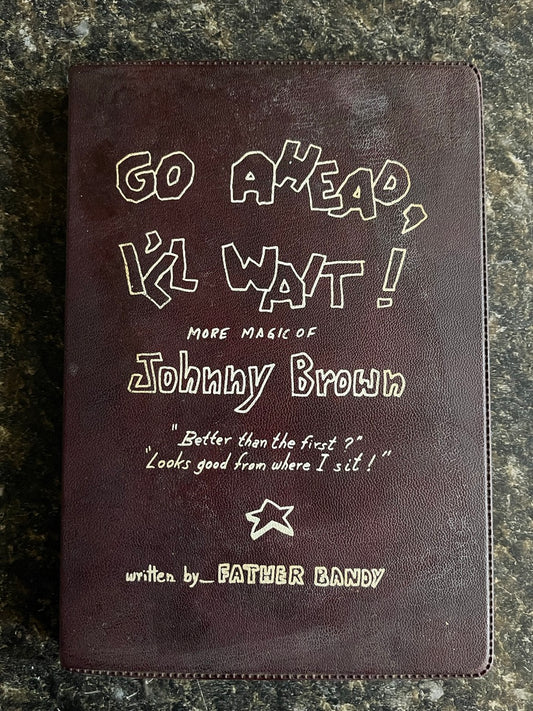 GO AHEAD,
I'LL WAIT!
MORE MAGIC OF
Johnny Brown
"Better than the first?"
"Looks good from where I sit!"
written by_ FATHER BANDY